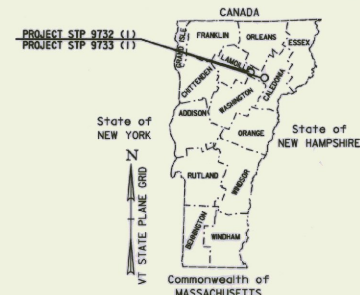 CANADA
PROJECT STP 9732 (1)
PROJECT STP 9733 (1)
GRAND ISLE
FRANKLIN
ORLEANS
ESSEX
LAMOILLE
CHITTENDEN
CALEDONIA
WASHINGTON
ADDISON
State of
NEW YORK
ORANGE
State of
NEW HAMPSHIRE
N
VT STATE PLANE GRID
RUTLAND
WINDSOR
BENNINGTON
WINDHAM
Commonwealth of
MASSACHUSETTS